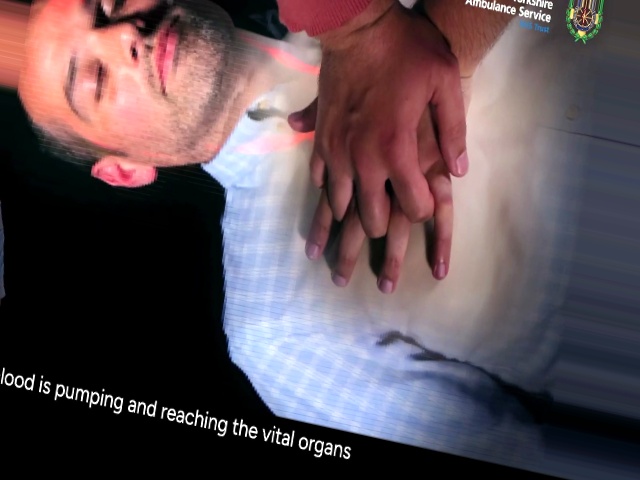 Ambulance Service
lood is pumping and reaching the vital organs